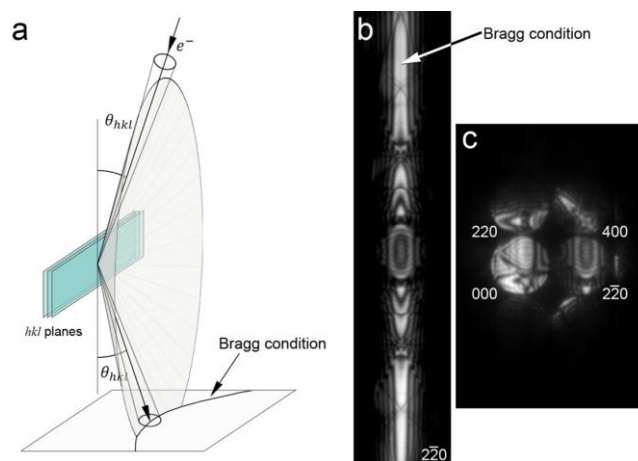 a
e⁻
θhkl
hkl planes
θhkl
Bragg condition
b
Bragg condition
22̅0
c
220
400
000
22̅0